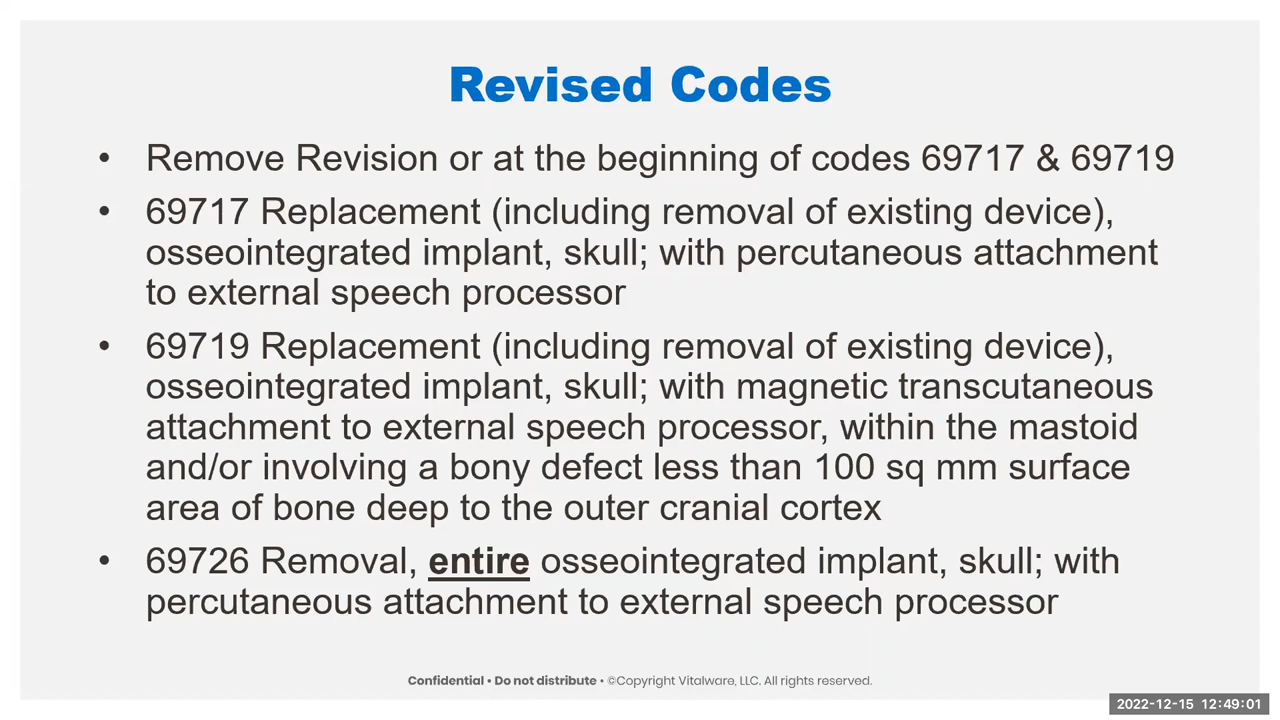 Revised Codes
• Remove Revision or at the beginning of codes 69717 & 69719
• 69717 Replacement (including removal of existing device),
osseointegrated implant, skull; with percutaneous attachment
to external speech processor
• 69719 Replacement (including removal of existing device),
osseointegrated implant, skull; with magnetic transcutaneous
attachment to external speech processor, within the mastoid
and/or involving a bony defect less than 100 sq mm surface
area of bone deep to the outer cranial cortex
• 69726 Removal, entire osseointegrated implant, skull; with
percutaneous attachment to external speech processor
Confidential • Do not distribute • ©Copyright Vitalware, LLC. All rights reserved.
2022-12-15 12:49:01